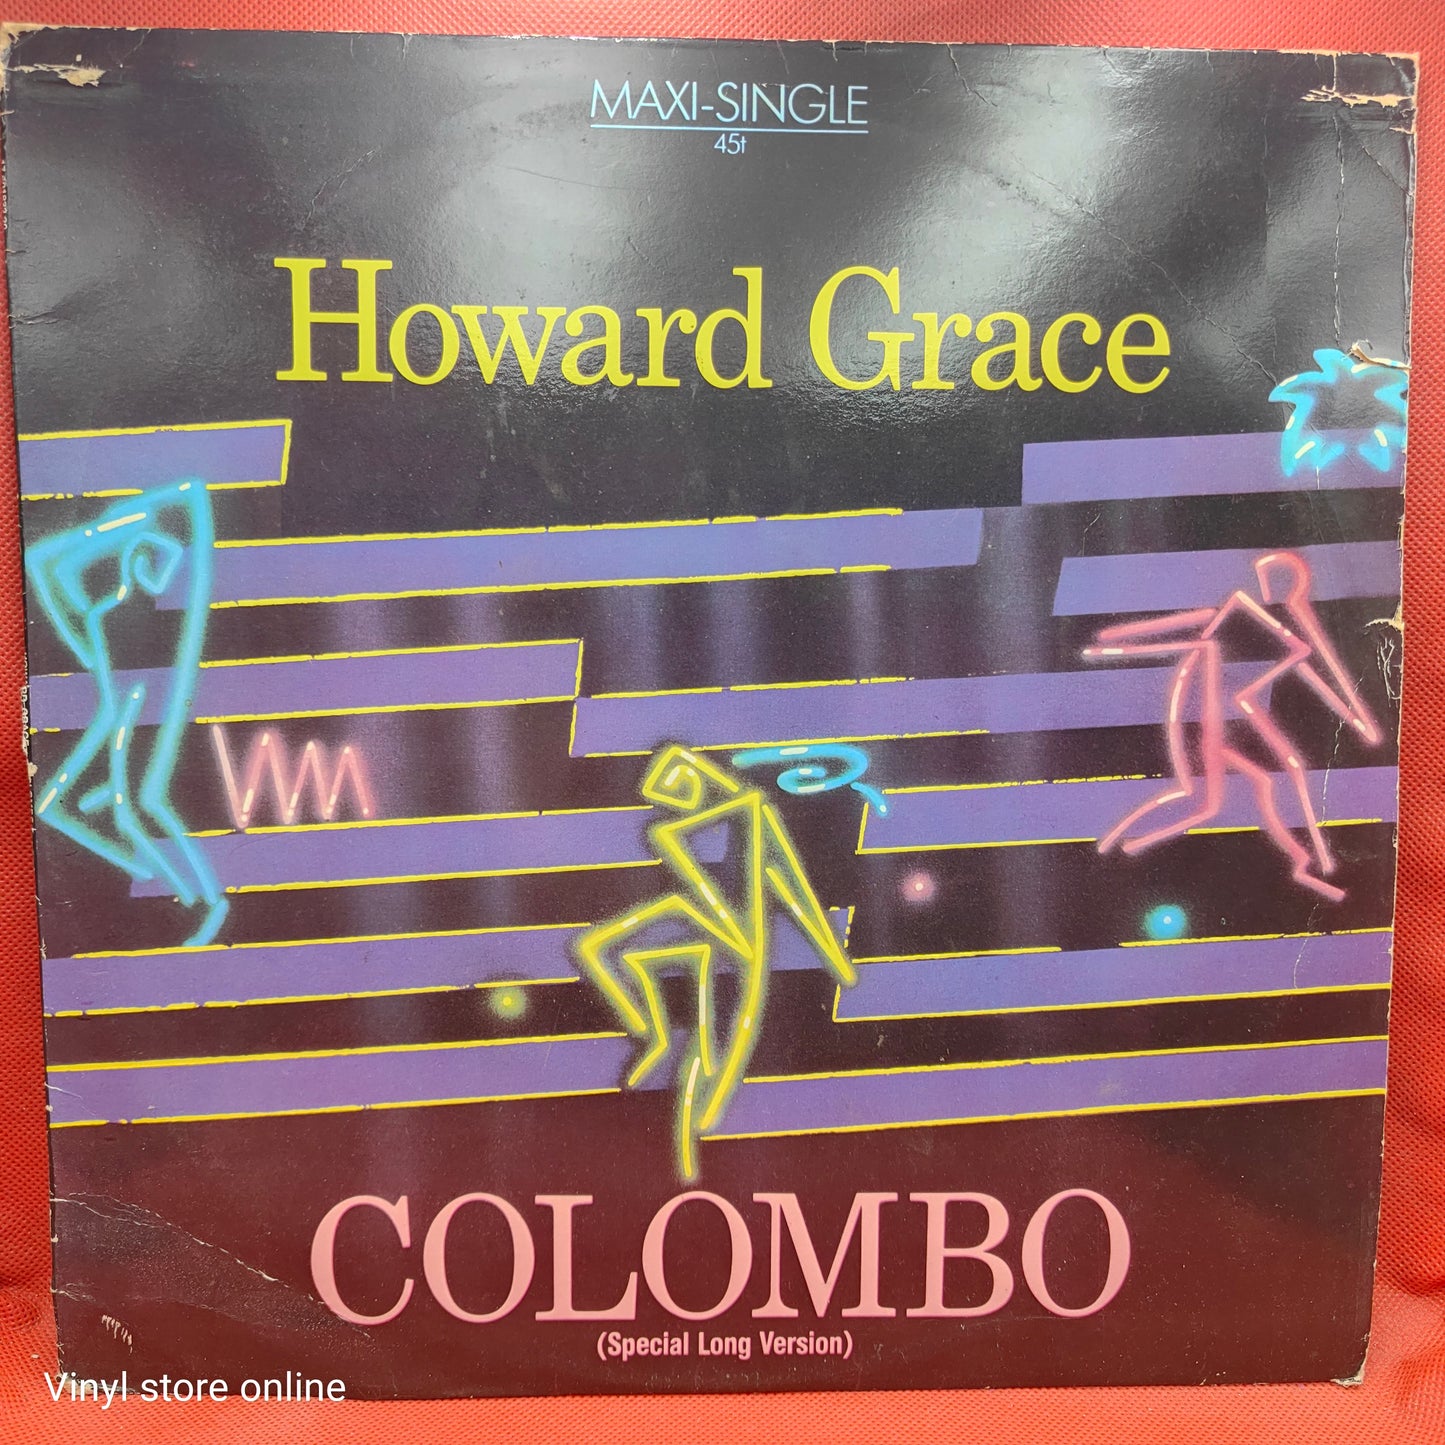 MAXI-SINGLE
45t
Howard Grace
COLOMBO
(Special Long Version)
Vinyl store online